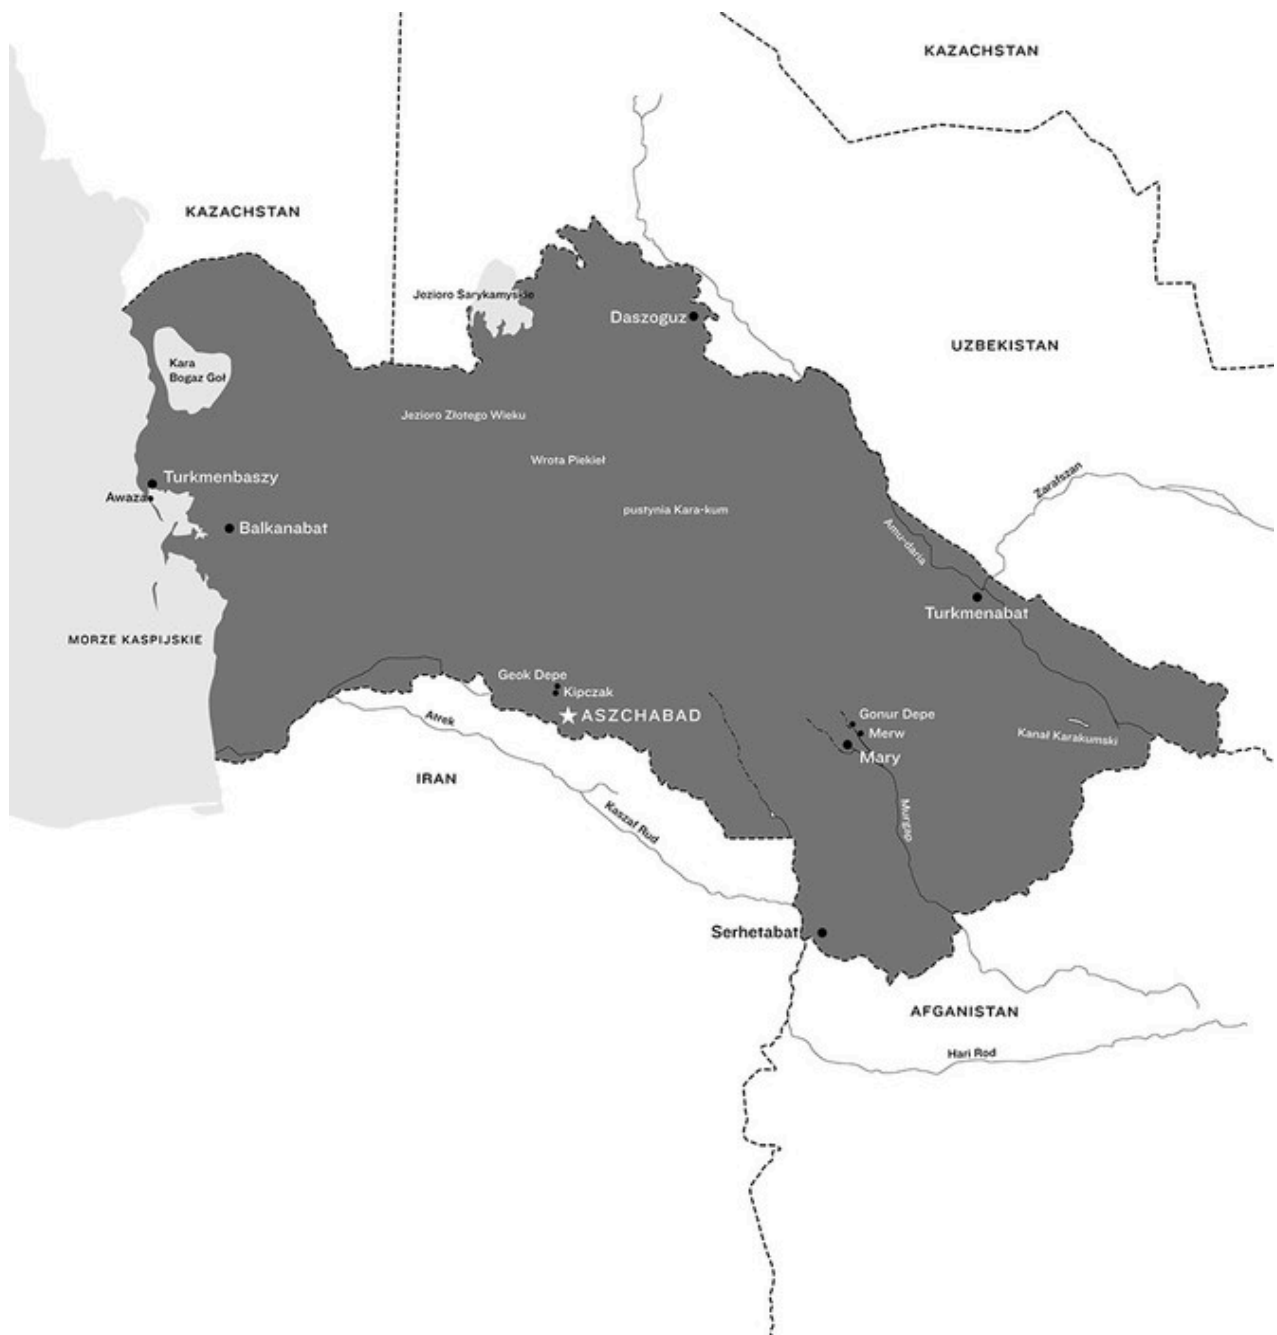 KAZACHSTAN
KAZACHSTAN
Jezioro Sarykamyskie
Daszoguz
UZBEKISTAN
Kara
Bogaz Goł
Jezioro Złotego Wieku
Wrota Piekieł
Turkmenbaszy
Awaza
Zarafszan
pustynia Kara-kum
Balkanabat
Amu-daria
Turkmenabat
MORZE KASPIJSKIE
Geok Depe
Kipczak
ASZCHABAD
Atrek
Gonur Depe
Merw
Kanał Karakumski
Mary
IRAN
Kaszaf Rud
Murgap
Serhetabat
AFGANISTAN
Hari Rod